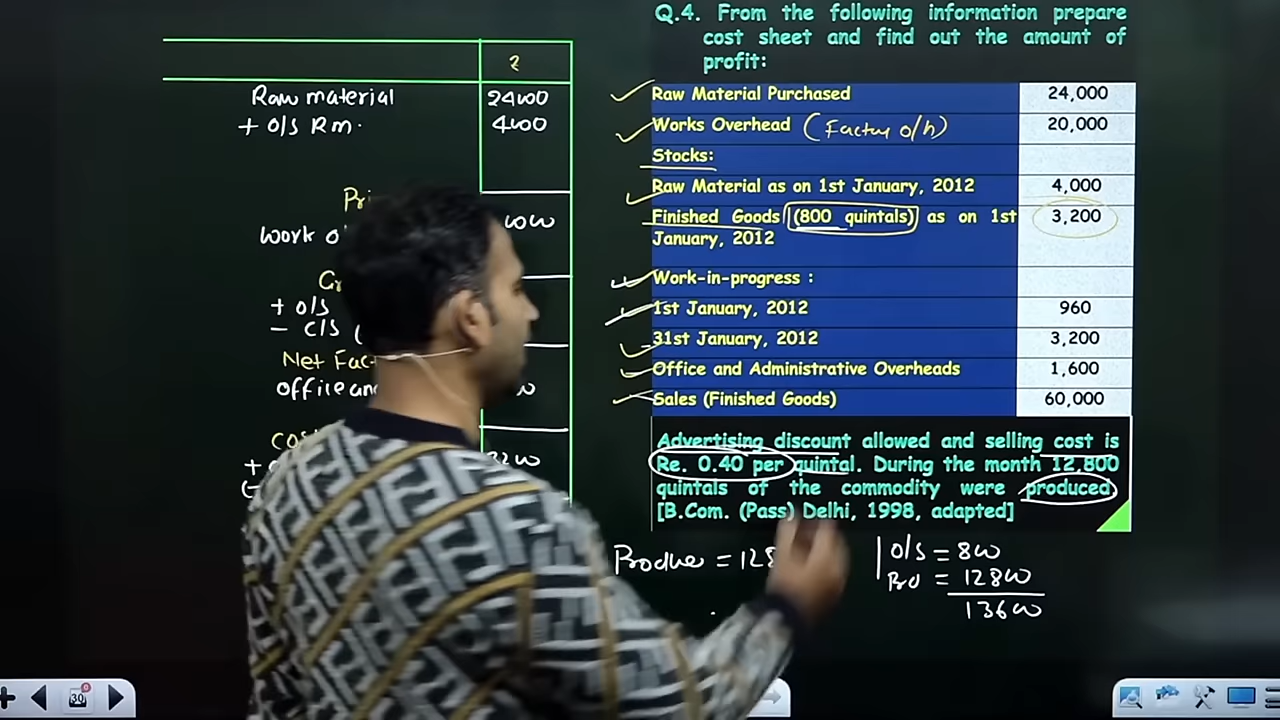 Q.4. From the following information prepare
cost sheet and find out the amount of
profit:
Raw Material Purchased 24,000
Works Overhead (Factory o/h) 20,000
Stocks:
Raw Material as on 1st January, 2012 4,000
Finished Goods (800 quintals) as on 1st 3,200
January, 2012
Work-in-progress :
1st January, 2012 960
31st January, 2012 3,200
Office and Administrative Overheads 1,600
Sales (Finished Goods) 60,000
Advertising discount allowed and selling cost is
Re. 0.40 per quintal. During the month 12,800
quintals of the commodity were produced.
[B.Com. (Pass) Delhi, 1998, adapted]
₹
Raw material 24000
+ O/S Rm. 4000
Work
+ O/S
- C/S
Net
office
O/S = 800
= 12800
13600
30